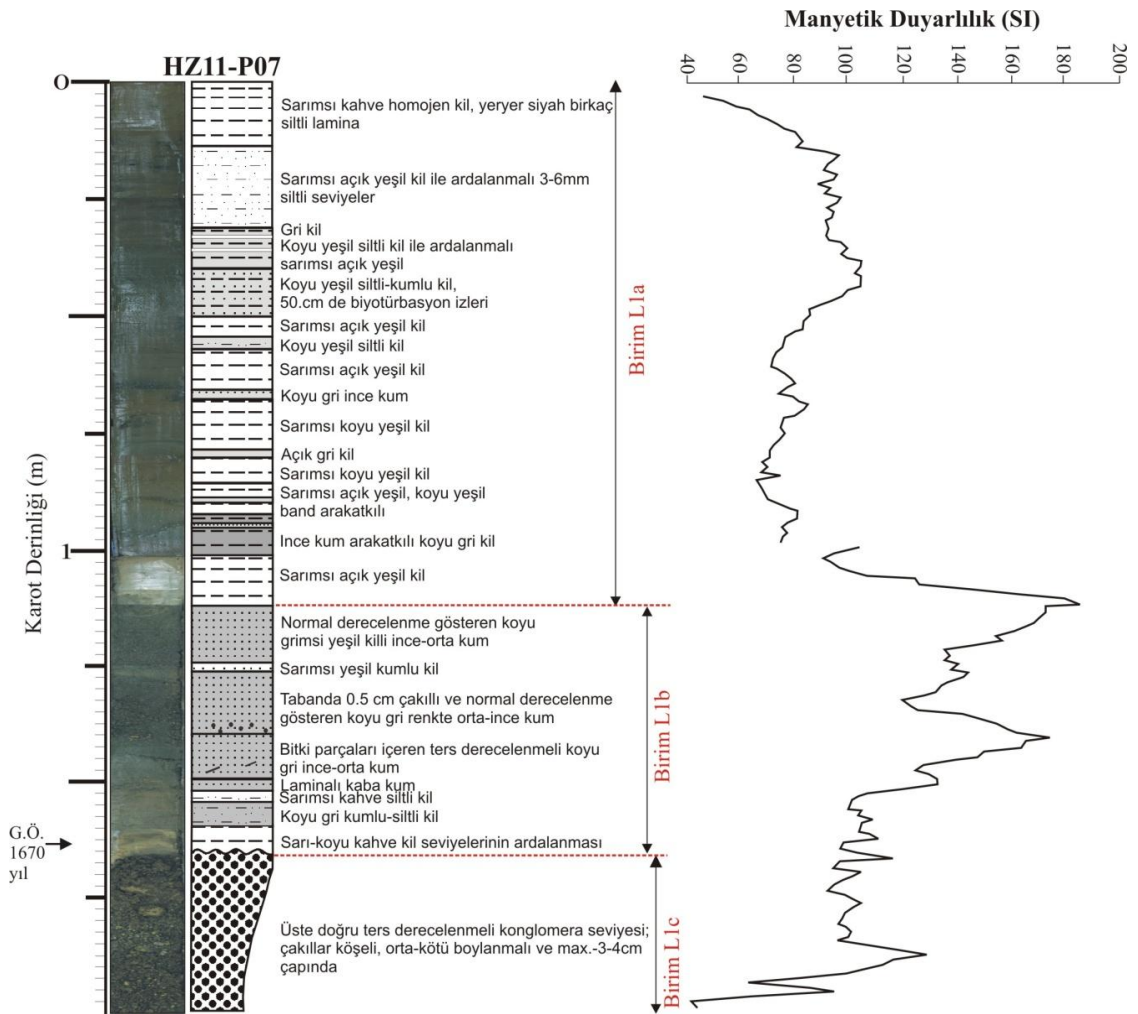 Manyetik Duyarlılık (SI)
40
60
80
100
120
140
160
180
200
HZ11-P07
O
Sarımsı kahve homojen kil, yeryer siyah birkaç
siltli lamina
Sarımsı açık yeşil kil ile ardalanmalı 3-6mm
siltli seviyeler
Gri kil
Koyu yeşil siltli kil ile ardalanmalı
sarımsı açık yeşil
Koyu yeşil siltli-kumlu kil,
50.cm de biyotürbasyon izleri
Sarımsı açık yeşil kil
Koyu yeşil siltli kil
Sarımsı açık yeşil kil
Koyu gri ince kum
Sarımsı koyu yeşil kil
Açık gri kil
Sarımsı koyu yeşil kil
Sarımsı açık yeşil, koyu yeşil
band arakatkılı
Ince kum arakatkılı koyu gri kil
Sarımsı açık yeşil kil
Birim L1a
Karot Derinliği (m)
1
Normal derecelenme gösteren koyu
grimsi yeşil killi ince-orta kum
Sarımsı yeşil kumlu kil
Tabanda 0.5 cm çakıllı ve normal derecelenme
gösteren koyu gri renkte orta-ince kum
Bitki parçaları içeren ters derecelenmeli koyu
gri ince-orta kum
Laminalı kaba kum
Sarımsı kahve siltli kil
Koyu gri kumlu-siltli kil
Sarı-koyu kahve kil seviyelerinin ardalanması
Birim L1b
G.Ö.
1670
yıl
Üste doğru ters derecelenmeli konglomera seviyesi;
çakıllar köşeli, orta-kötü boylanmalı ve max.-3-4cm
çapında
Birim L1c